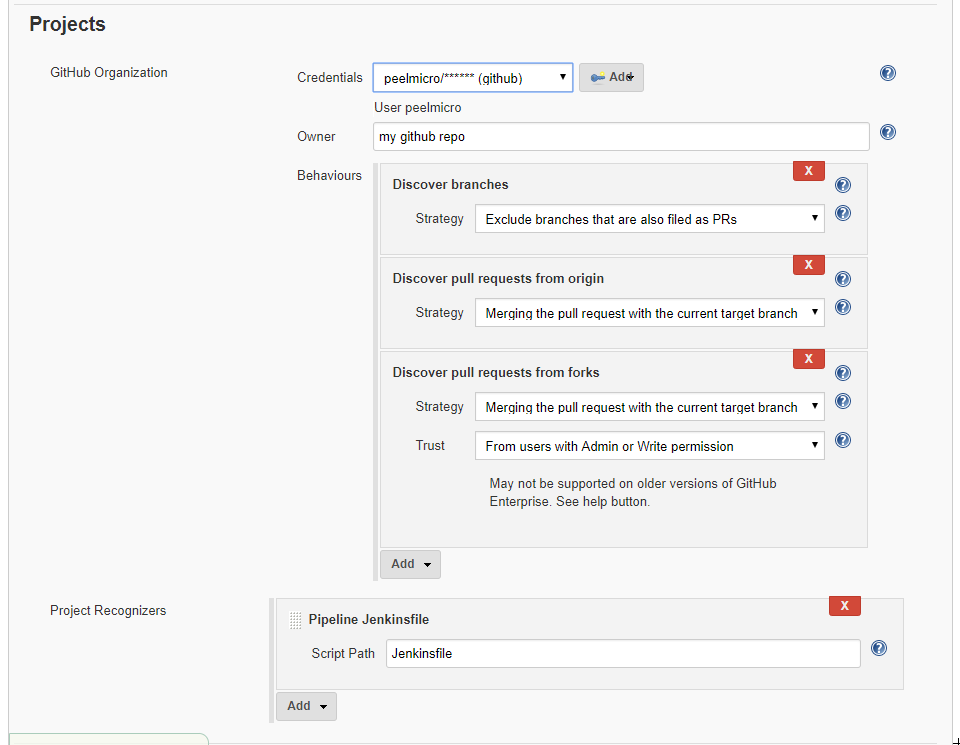 Projects
GitHub Organization
Credentials
peelmicro/****** (github)
Add
User peelmicro
Owner
my github repo
Behaviours
X
Discover branches
Strategy
Exclude branches that are also filed as PRs
X
Discover pull requests from origin
Strategy
Merging the pull request with the current target branch
X
Discover pull requests from forks
Strategy
Merging the pull request with the current target branch
Trust
From users with Admin or Write permission
May not be supported on older versions of GitHub
Enterprise. See help button.
Add
Project Recognizers
X
Pipeline Jenkinsfile
Script Path
Jenkinsfile
Add